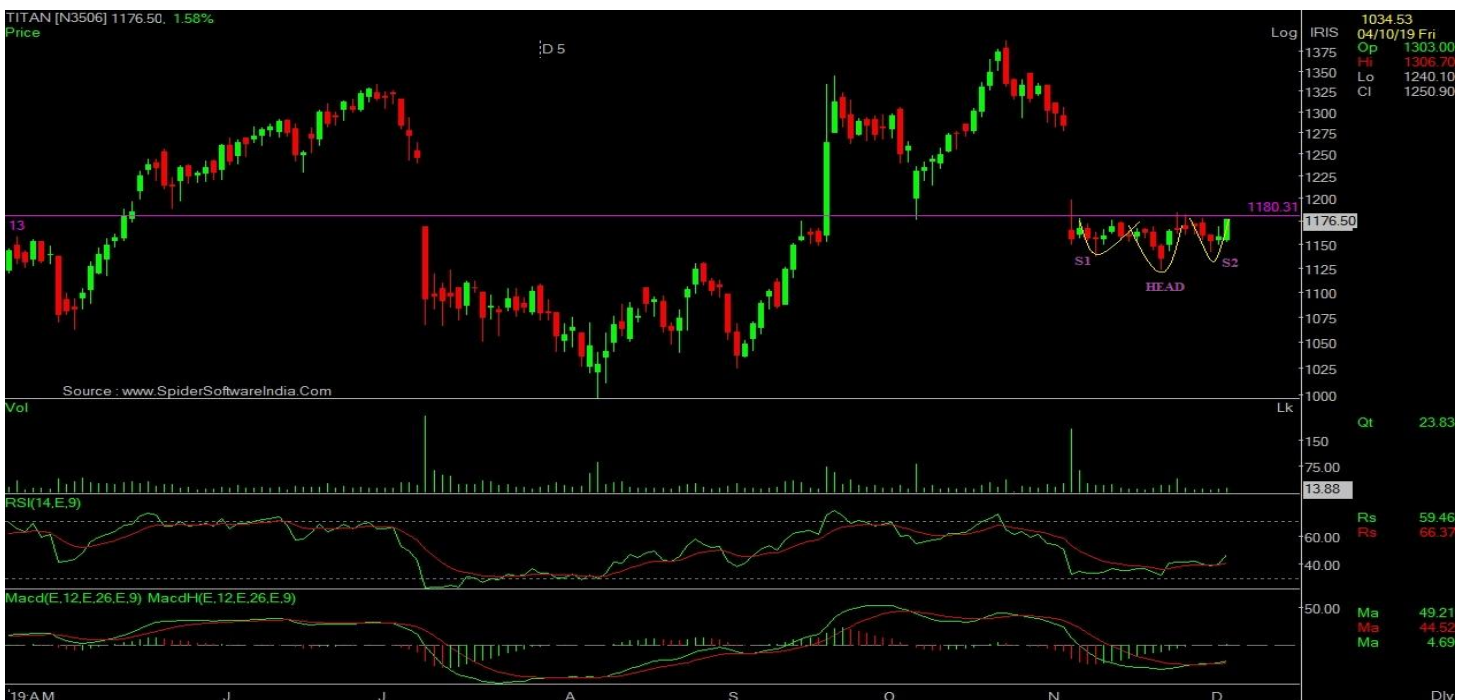 TITAN [N3506] 1176.50, 1.58%
Price
D 5
Log
IRIS
1034.53
04/10/19 Fri
Op 1303.00
Hi 1306.70
Lo 1240.10
Cl 1250.90
1375
1350
1325
1300
1275
1250
1225
1200
1180.31
1176.50
13
1150
1125
1100
1075
1050
1025
1000
S1
HEAD
S2
Source : www.SpiderSoftwareIndia.Com
Vol
Lk
Qt 23.83
150
75.00
13.88
RSI(14,E,9)
Rs 59.46
Rs 66.37
60.00
40.00
Macd(E,12,E,26,E,9) MacdH(E,12,E,26,E,9)
50.00
Ma 49.21
Ma 44.52
Ma 4.69
'19:A M J J A S O N D Dly